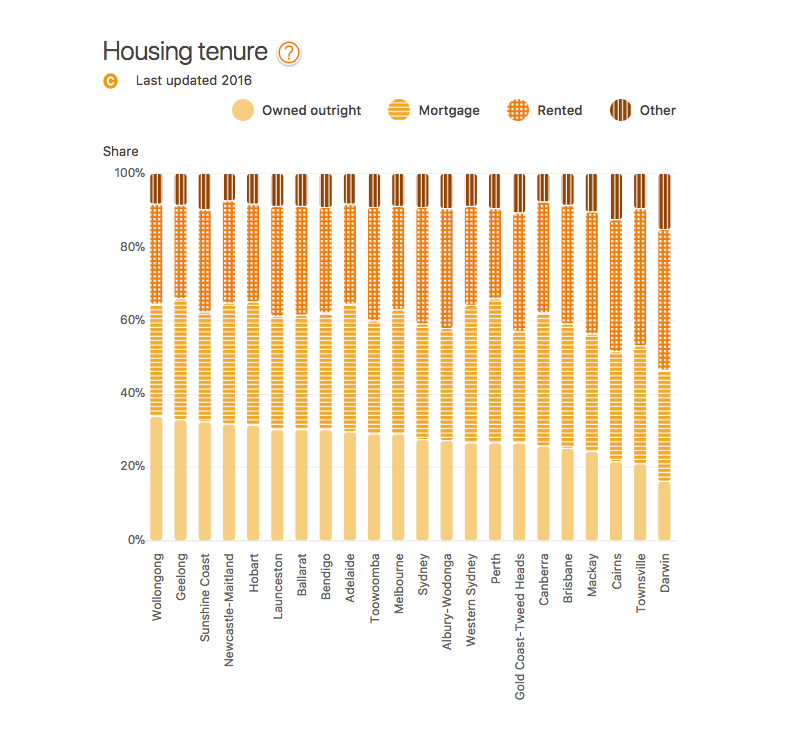 Housing tenure ?
C Last updated 2016
Owned outright Mortgage Rented Other
Share
100%
80%
60%
40%
20%
0%
Wollongong
Geelong
Sunshine Coast
Newcastle-Maitland
Hobart
Launceston
Ballarat
Bendigo
Adelaide
Toowoomba
Melbourne
Sydney
Albury-Wodonga
Western Sydney
Perth
Gold Coast-Tweed Heads
Canberra
Brisbane
Mackay
Cairns
Townsville
Darwin